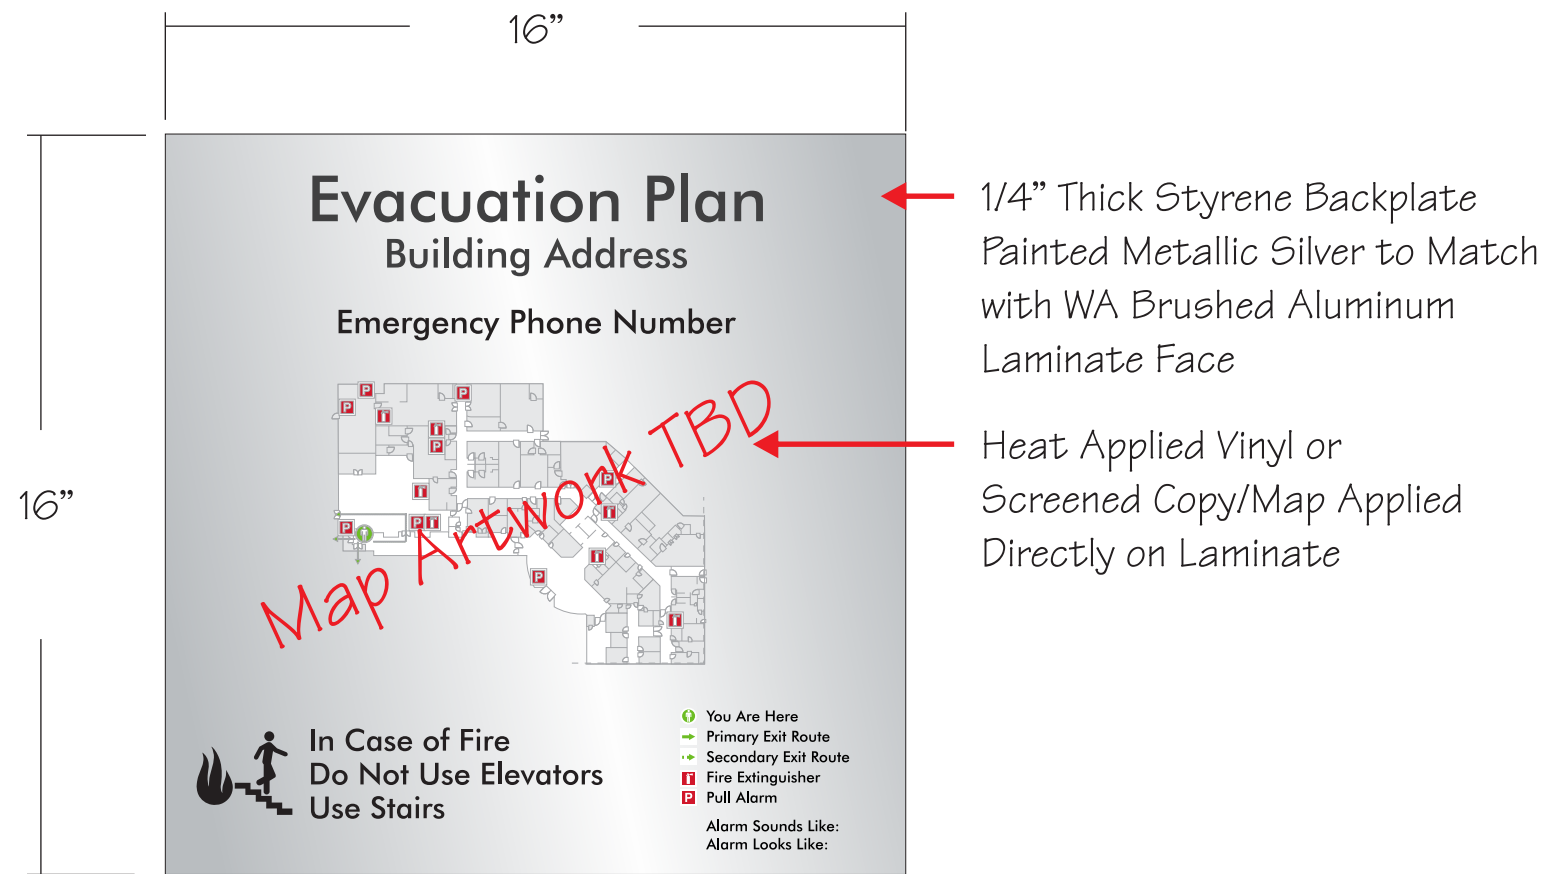 16”
16”
Evacuation Plan
Building Address
Emergency Phone Number
Map Artwork TBD
P
P
P
P
P
P
P
P
In Case of Fire
Do Not Use Elevators
Use Stairs
You Are Here
Primary Exit Route
Secondary Exit Route
Fire Extinguisher
P Pull Alarm
Alarm Sounds Like:
Alarm Looks Like:
1/4” Thick Styrene Backplate
Painted Metallic Silver to Match
with WA Brushed Aluminum
Laminate Face
Heat Applied Vinyl or
Screened Copy/Map Applied
Directly on Laminate